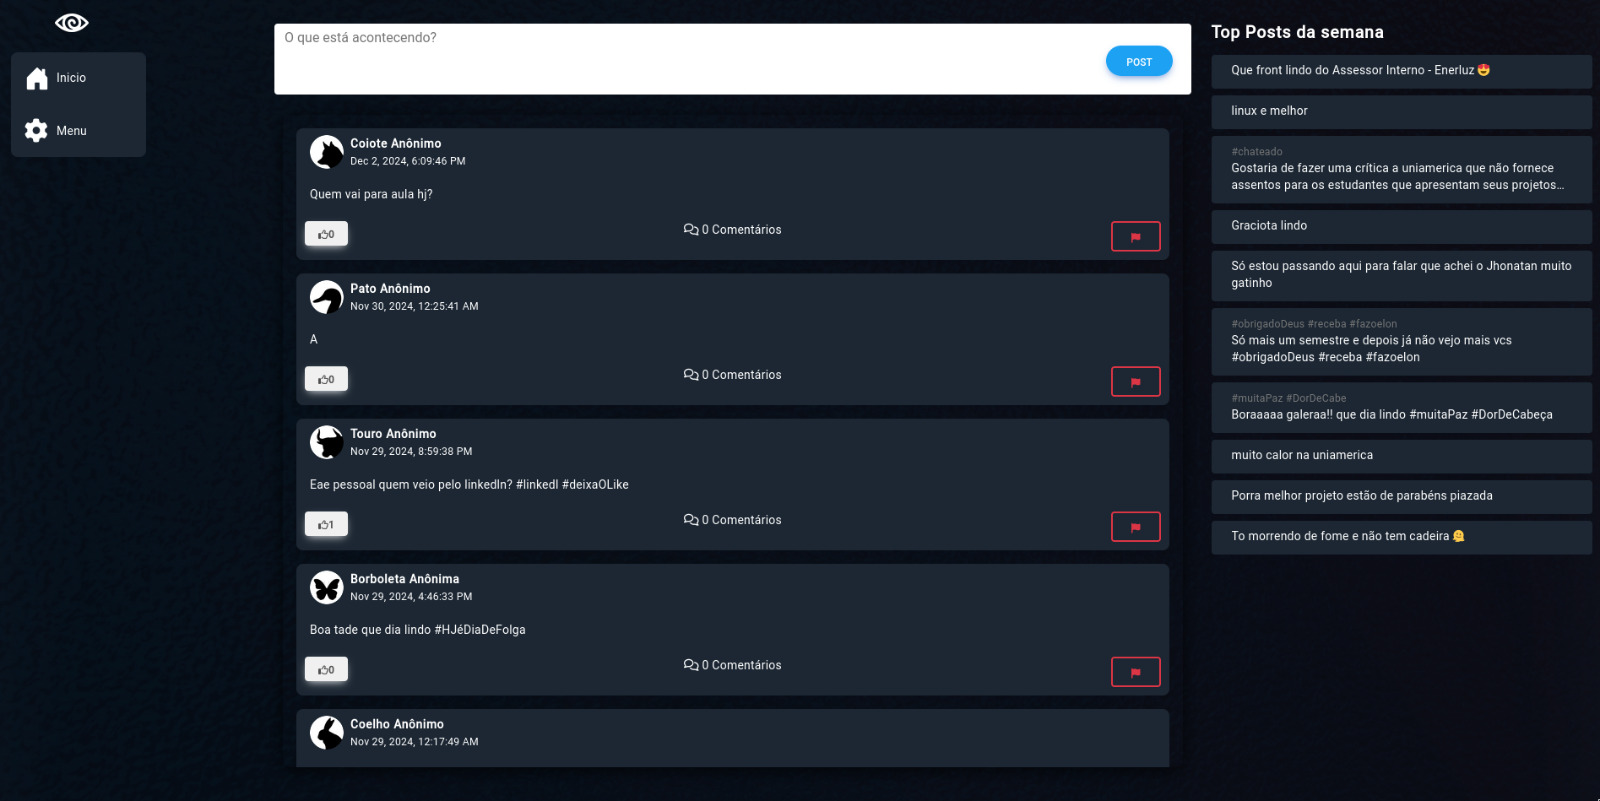 Inicio
Menu
O que está acontecendo?
POST
Coiote Anônimo
Dec 2, 2024, 6:09:46 PM
Quem vai para aula hj?
0
0 Comentários
Pato Anônimo
Nov 30, 2024, 12:25:41 AM
A
0
0 Comentários
Touro Anônimo
Nov 29, 2024, 8:59:38 PM
Eae pessoal quem veio pelo linkedln? #linkedl #deixaOLike
1
0 Comentários
Borboleta Anônima
Nov 29, 2024, 4:46:33 PM
Boa tade que dia lindo #HJéDiaDeFolga
0
0 Comentários
Coelho Anônimo
Nov 29, 2024, 12:17:49 AM
Top Posts da semana
Que front lindo do Assessor Interno - Enerluz 😍
linux e melhor
#chateado
Gostaria de fazer uma crítica a uniamerica que não fornece
assentos para os estudantes que apresentam seus projetos...
Graciota lindo
Só estou passando aqui para falar que achei o Jhonatan muito
gatinho
#obrigadoDeus #receba #fazoelon
Só mais um semestre e depois já não vejo mais vcs
#obrigadoDeus #receba #fazoelon
#muitaPaz #DorDeCabe
Boraaaaa galeraa!! que dia lindo #muitaPaz #DorDeCabeça
muito calor na uniamerica
Porra melhor projeto estão de parabéns piazada
To morrendo de fome e não tem cadeira 🤗